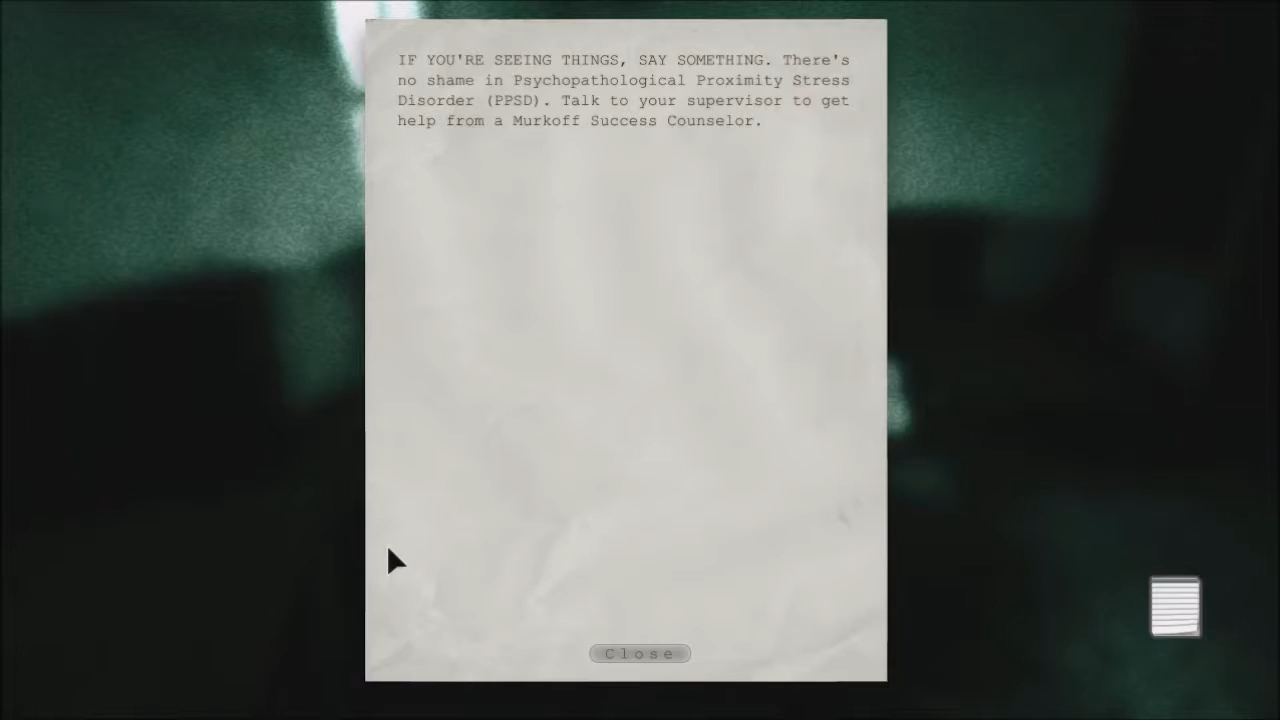 IF YOU'RE SEEING THINGS, SAY SOMETHING. There's
no shame in Psychopathological Proximity Stress
Disorder (PPSD). Talk to your supervisor to get
help from a Murkoff Success Counselor.
Close